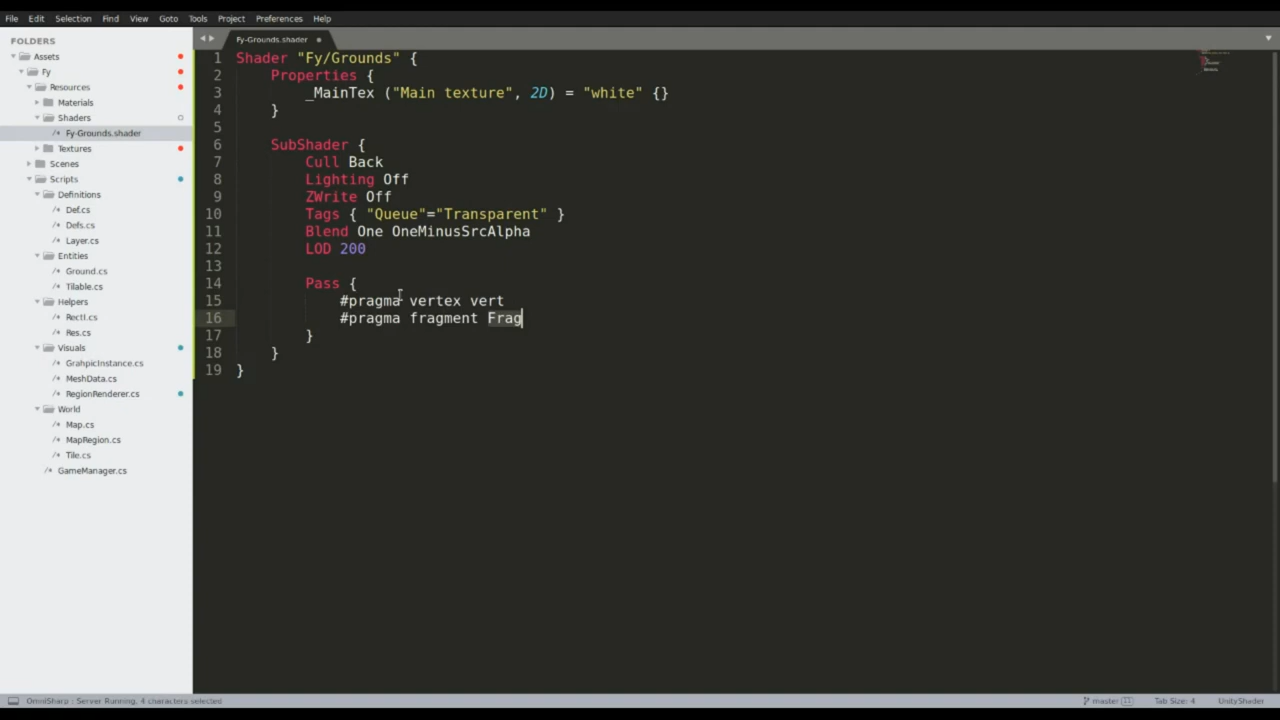 File Edit Selection Find View Goto Tools Project Preferences Help
FOLDERS
Assets
Fy
Resources
Materials
Shaders
/* Fy-Grounds.shader
Textures
Scenes
Scripts
Definitions
/* Def.cs
/* Defs.cs
/* Layer.cs
Entities
/* Ground.cs
/* Tilable.cs
Helpers
/* RectI.cs
/* Res.cs
Visuals
/* GrahpicInstance.cs
/* MeshData.cs
/* RegionRenderer.cs
World
/* Map.cs
/* MapRegion.cs
/* Tile.cs
/* GameManager.cs
Fy-Grounds.shader
1 Shader "Fy/Grounds" {
2 Properties {
3 _MainTex ("Main texture", 2D) = "white" {}
4 }
5
6 SubShader {
7 Cull Back
8 Lighting Off
9 ZWrite Off
10 Tags { "Queue"="Transparent" }
11 Blend One OneMinusSrcAlpha
12 LOD 200
13
14 Pass {
15 #pragma vertex vert
16 #pragma fragment Frag
17 }
18 }
19 }
OmniSharp : Server Running, 4 characters selected
master 11 Tab Size: 4 UnityShader